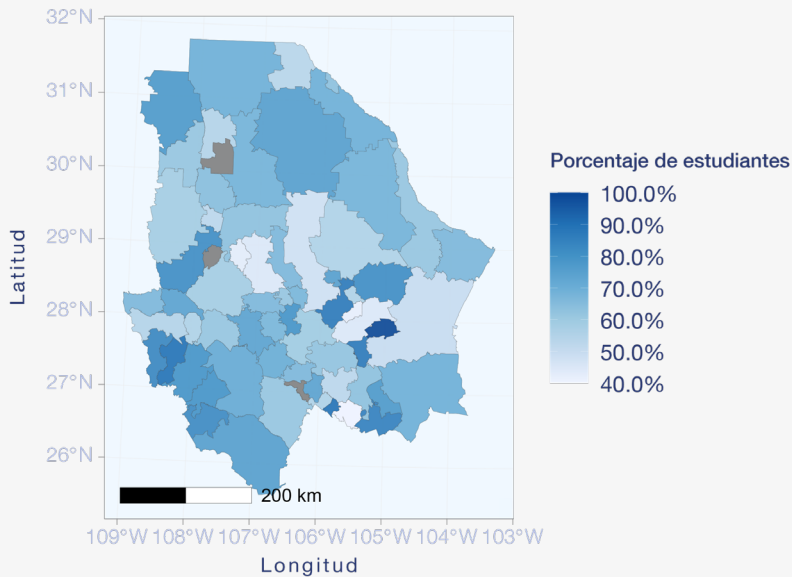 32°N
31°N
30°N
29°N
28°N
27°N
26°N
Latitud
200 km
109°W 108°W 107°W 106°W 105°W 104°W 103°W
Longitud
Porcentaje de estudiantes
100.0%
90.0%
80.0%
70.0%
60.0%
50.0%
40.0%